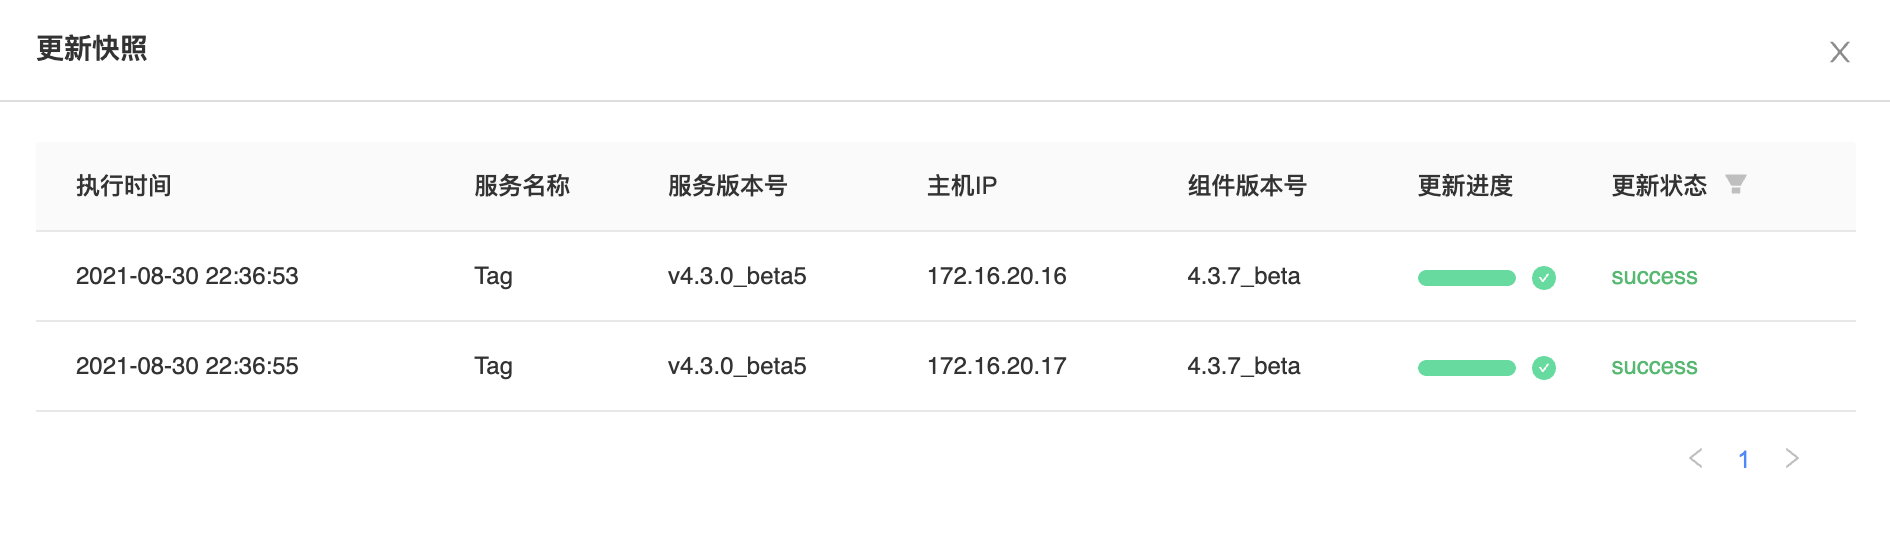 更新快照
执行时间 服务名称 服务版本号 主机IP 组件版本号 更新进度 更新状态
2021-08-30 22:36:53 Tag v4.3.0_beta5 172.16.20.16 4.3.7_beta success
2021-08-30 22:36:55 Tag v4.3.0_beta5 172.16.20.17 4.3.7_beta success
1